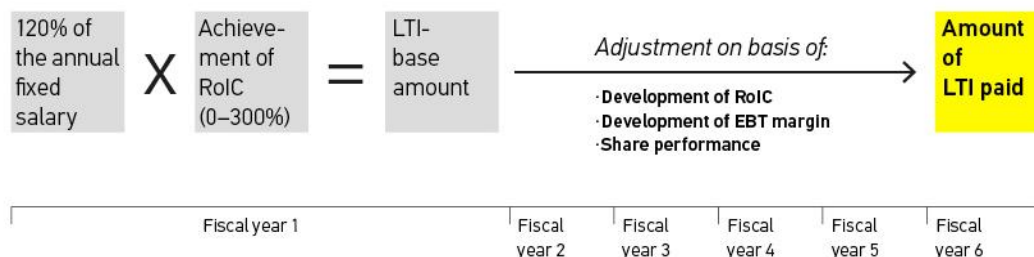 120% of
the annual
fixed
salary
X
Achieve-
ment of
RoIC
(0–300%)
=
LTI-
base
amount
Adjustment on basis of:
·Development of RoIC
·Development of EBT margin
·Share performance
Amount
of
LTI paid
Fiscal year 1
Fiscal
year 2
Fiscal
year 3
Fiscal
year 4
Fiscal
year 5
Fiscal
year 6